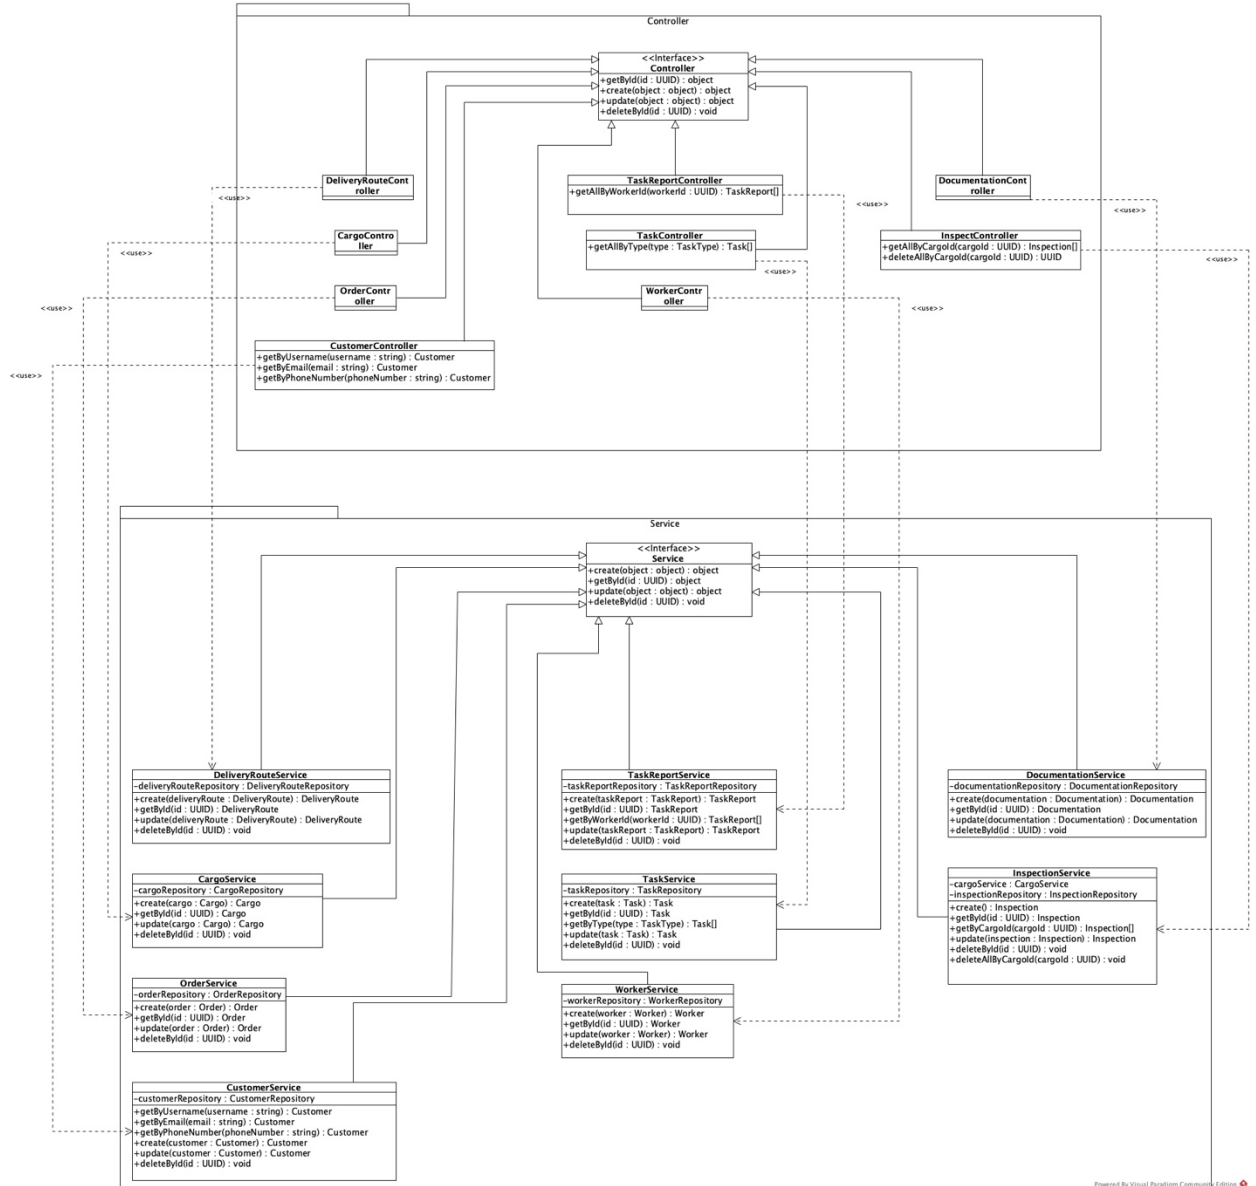 Controller
<<Interface>>
Controller
+getById(id : UUID) : object
+create(object : object) : object
+update(object : object) : object
+deleteById(id : UUID) : void
DeliveryRouteCont
roller
TaskReportController
+getAllByWorkerId(workerId : UUID) : TaskReport[]
DocumentationCont
roller
<<use>>
<<use>>
<<use>>
CargoContro
ller
TaskController
+getAllByType(type : TaskType) : Task[]
InspectController
+getAllByCargoId(cargoId : UUID) : Inspection[]
+deleteAllByCargoId(cargoId : UUID) : UUID
<<use>>
<<use>>
<<use>>
OrderContr
oller
WorkerContr
oller
<<use>>
<<use>>
CustomerController
+getByUsername(username : string) : Customer
+getByEmail(email : string) : Customer
+getByPhoneNumber(phoneNumber : string) : Customer
<<use>>
Service
<<Interface>>
Service
+create(object : object) : object
+getById(id : UUID) : object
+update(object : object) : object
+deleteById(id : UUID) : void
DeliveryRouteService
-deliveryRouteRepository : DeliveryRouteRepository
+create(deliveryRoute : DeliveryRoute) : DeliveryRoute
+getById(id : UUID) : DeliveryRoute
+update(deliveryRoute : DeliveryRoute) : DeliveryRoute
+deleteById(id : UUID) : void
TaskReportService
-taskReportRepository : TaskReportRepository
+create(taskReport : TaskReport) : TaskReport
+getById(id : UUID) : TaskReport
+getByWorkerId(workerId : UUID) : TaskReport[]
+update(taskReport : TaskReport) : TaskReport
+deleteById(id : UUID) : void
DocumentationService
-documentationRepository : DocumentationRepository
+create(documentation : Documentation) : Documentation
+getById(id : UUID) : Documentation
+update(documentation : Documentation) : Documentation
+deleteById(id : UUID) : void
CargoService
-cargoRepository : CargoRepository
+create(cargo : Cargo) : Cargo
+getById(id : UUID) : Cargo
+update(cargo : Cargo) : Cargo
+deleteById(id : UUID) : void
TaskService
-taskRepository : TaskRepository
+create(task : Task) : Task
+getById(id : UUID) : Task
+getByType(type : TaskType) : Task[]
+update(task : Task) : Task
+deleteById(id : UUID) : void
InspectionService
-cargoService : CargoService
-inspectionRepository : InspectionRepository
+create() : Inspection
+getById(id : UUID) : Inspection
+getByCargoId(cargoId : UUID) : Inspection[]
+update(inspection : Inspection) : Inspection
+deleteById(id : UUID) : void
+deleteAllByCargoId(cargoId : UUID) : void
OrderService
-orderRepository : OrderRepository
+create(order : Order) : Order
+getById(id : UUID) : Order
+update(order : Order) : Order
+deleteById(id : UUID) : void
WorkerService
-workerRepository : WorkerRepository
+create(worker : Worker) : Worker
+getById(id : UUID) : Worker
+update(worker : Worker) : Worker
+deleteById(id : UUID) : void
CustomerService
-customerRepository : CustomerRepository
+getByUsername(username : string) : Customer
+getByEmail(email : string) : Customer
+getByPhoneNumber(phoneNumber : string) : Customer
+create(customer : Customer) : Customer
+update(customer : Customer) : Customer
+deleteById(id : UUID) : void
Powered By Visual Paradigm Community Edition